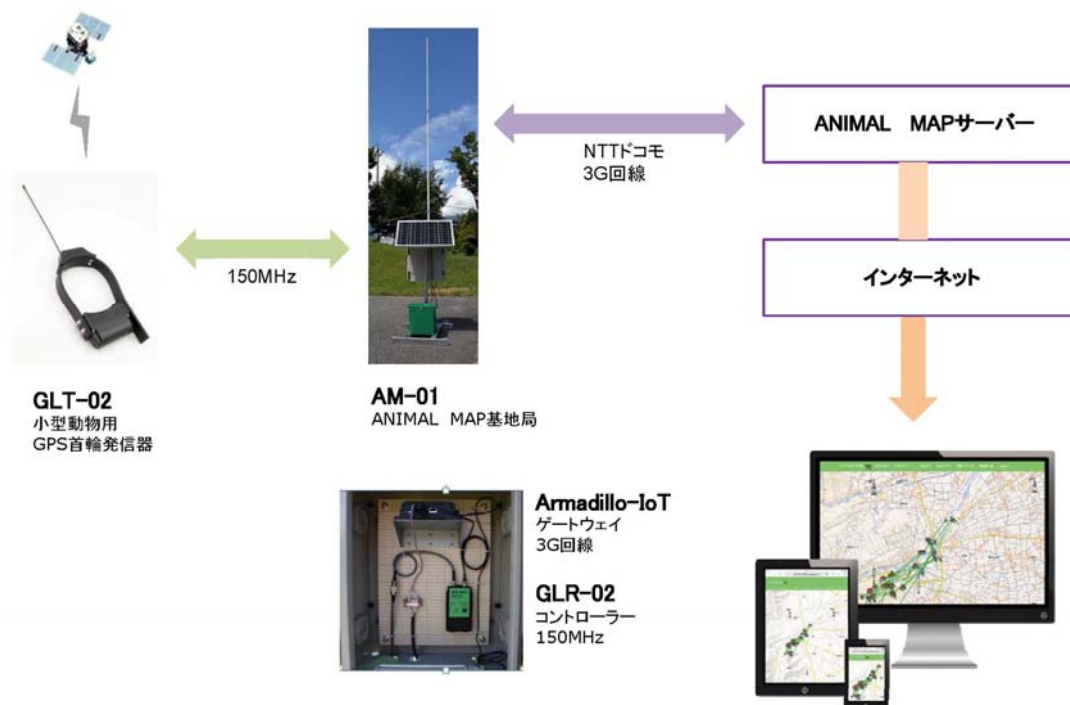 NTTドコモ
3G回線
ANIMAL　MAPサーバー
150MHz
インターネット
GLT-02
小型動物用
GPS首輪発信器
AM-01
ANIMAL　MAP基地局
Armadillo-IoT
ゲートウェイ
3G回線
GLR-02
コントローラー
150MHz